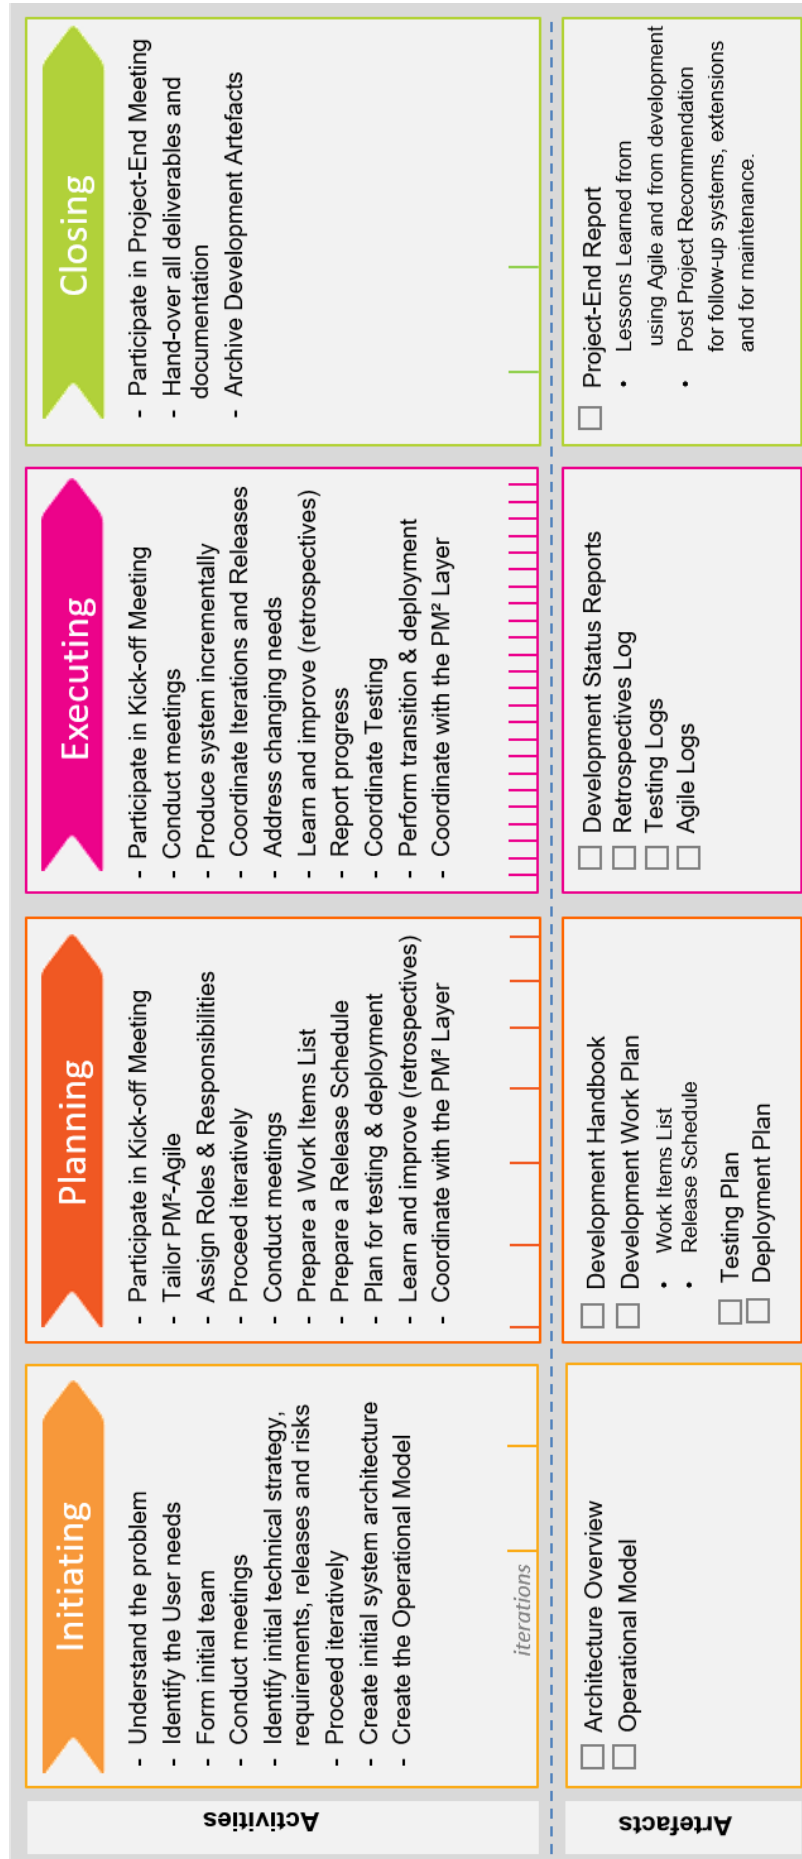 Activities
Initiating
- Understand the problem
- Identify the User needs
- Form initial team
- Conduct meetings
- Identify initial technical strategy,
requirements, releases and risks
- Proceed iteratively
- Create initial system architecture
- Create the Operational Model
iterations
Planning
- Participate in Kick-off Meeting
- Tailor PM²-Agile
- Assign Roles & Responsibilities
- Proceed iteratively
- Conduct meetings
- Prepare a Work Items List
- Prepare a Release Schedule
- Plan for testing & deployment
- Learn and improve (retrospectives)
- Coordinate with the PM² Layer
Executing
- Participate in Kick-off Meeting
- Conduct meetings
- Produce system incrementally
- Coordinate Iterations and Releases
- Address changing needs
- Learn and improve (retrospectives)
- Report progress
- Coordinate Testing
- Perform transition & deployment
- Coordinate with the PM² Layer
Closing
- Participate in Project-End Meeting
- Hand-over all deliverables and
documentation
- Archive Development Artefacts
Artefacts
Architecture Overview
Operational Model
Development Handbook
Development Work Plan
• Work Items List
• Release Schedule
Testing Plan
Deployment Plan
Development Status Reports
Retrospectives Log
Testing Logs
Agile Logs
Project-End Report
• Lessons Learned from
using Agile and from development
• Post Project Recommendation
for follow-up systems, extensions
and for maintenance.